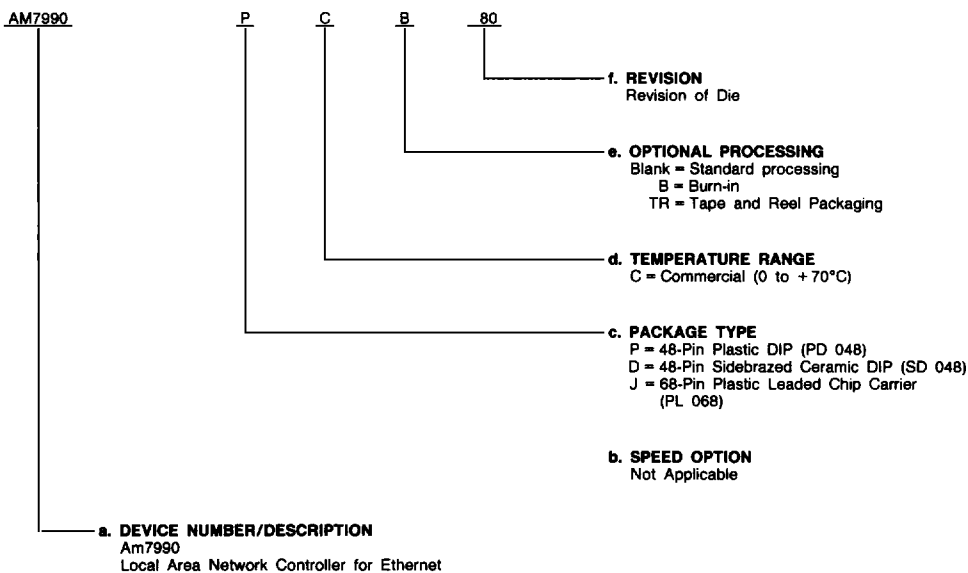 AM7990 P C B 80
f. REVISION
Revision of Die
e. OPTIONAL PROCESSING
Blank = Standard processing
B = Burn-in
TR = Tape and Reel Packaging
d. TEMPERATURE RANGE
C = Commercial (0 to +70°C)
c. PACKAGE TYPE
P = 48-Pin Plastic DIP (PD 048)
D = 48-Pin Sidebrazed Ceramic DIP (SD 048)
J = 68-Pin Plastic Leaded Chip Carrier
(PL 068)
b. SPEED OPTION
Not Applicable
a. DEVICE NUMBER/DESCRIPTION
Am7990
Local Area Network Controller for Ethernet